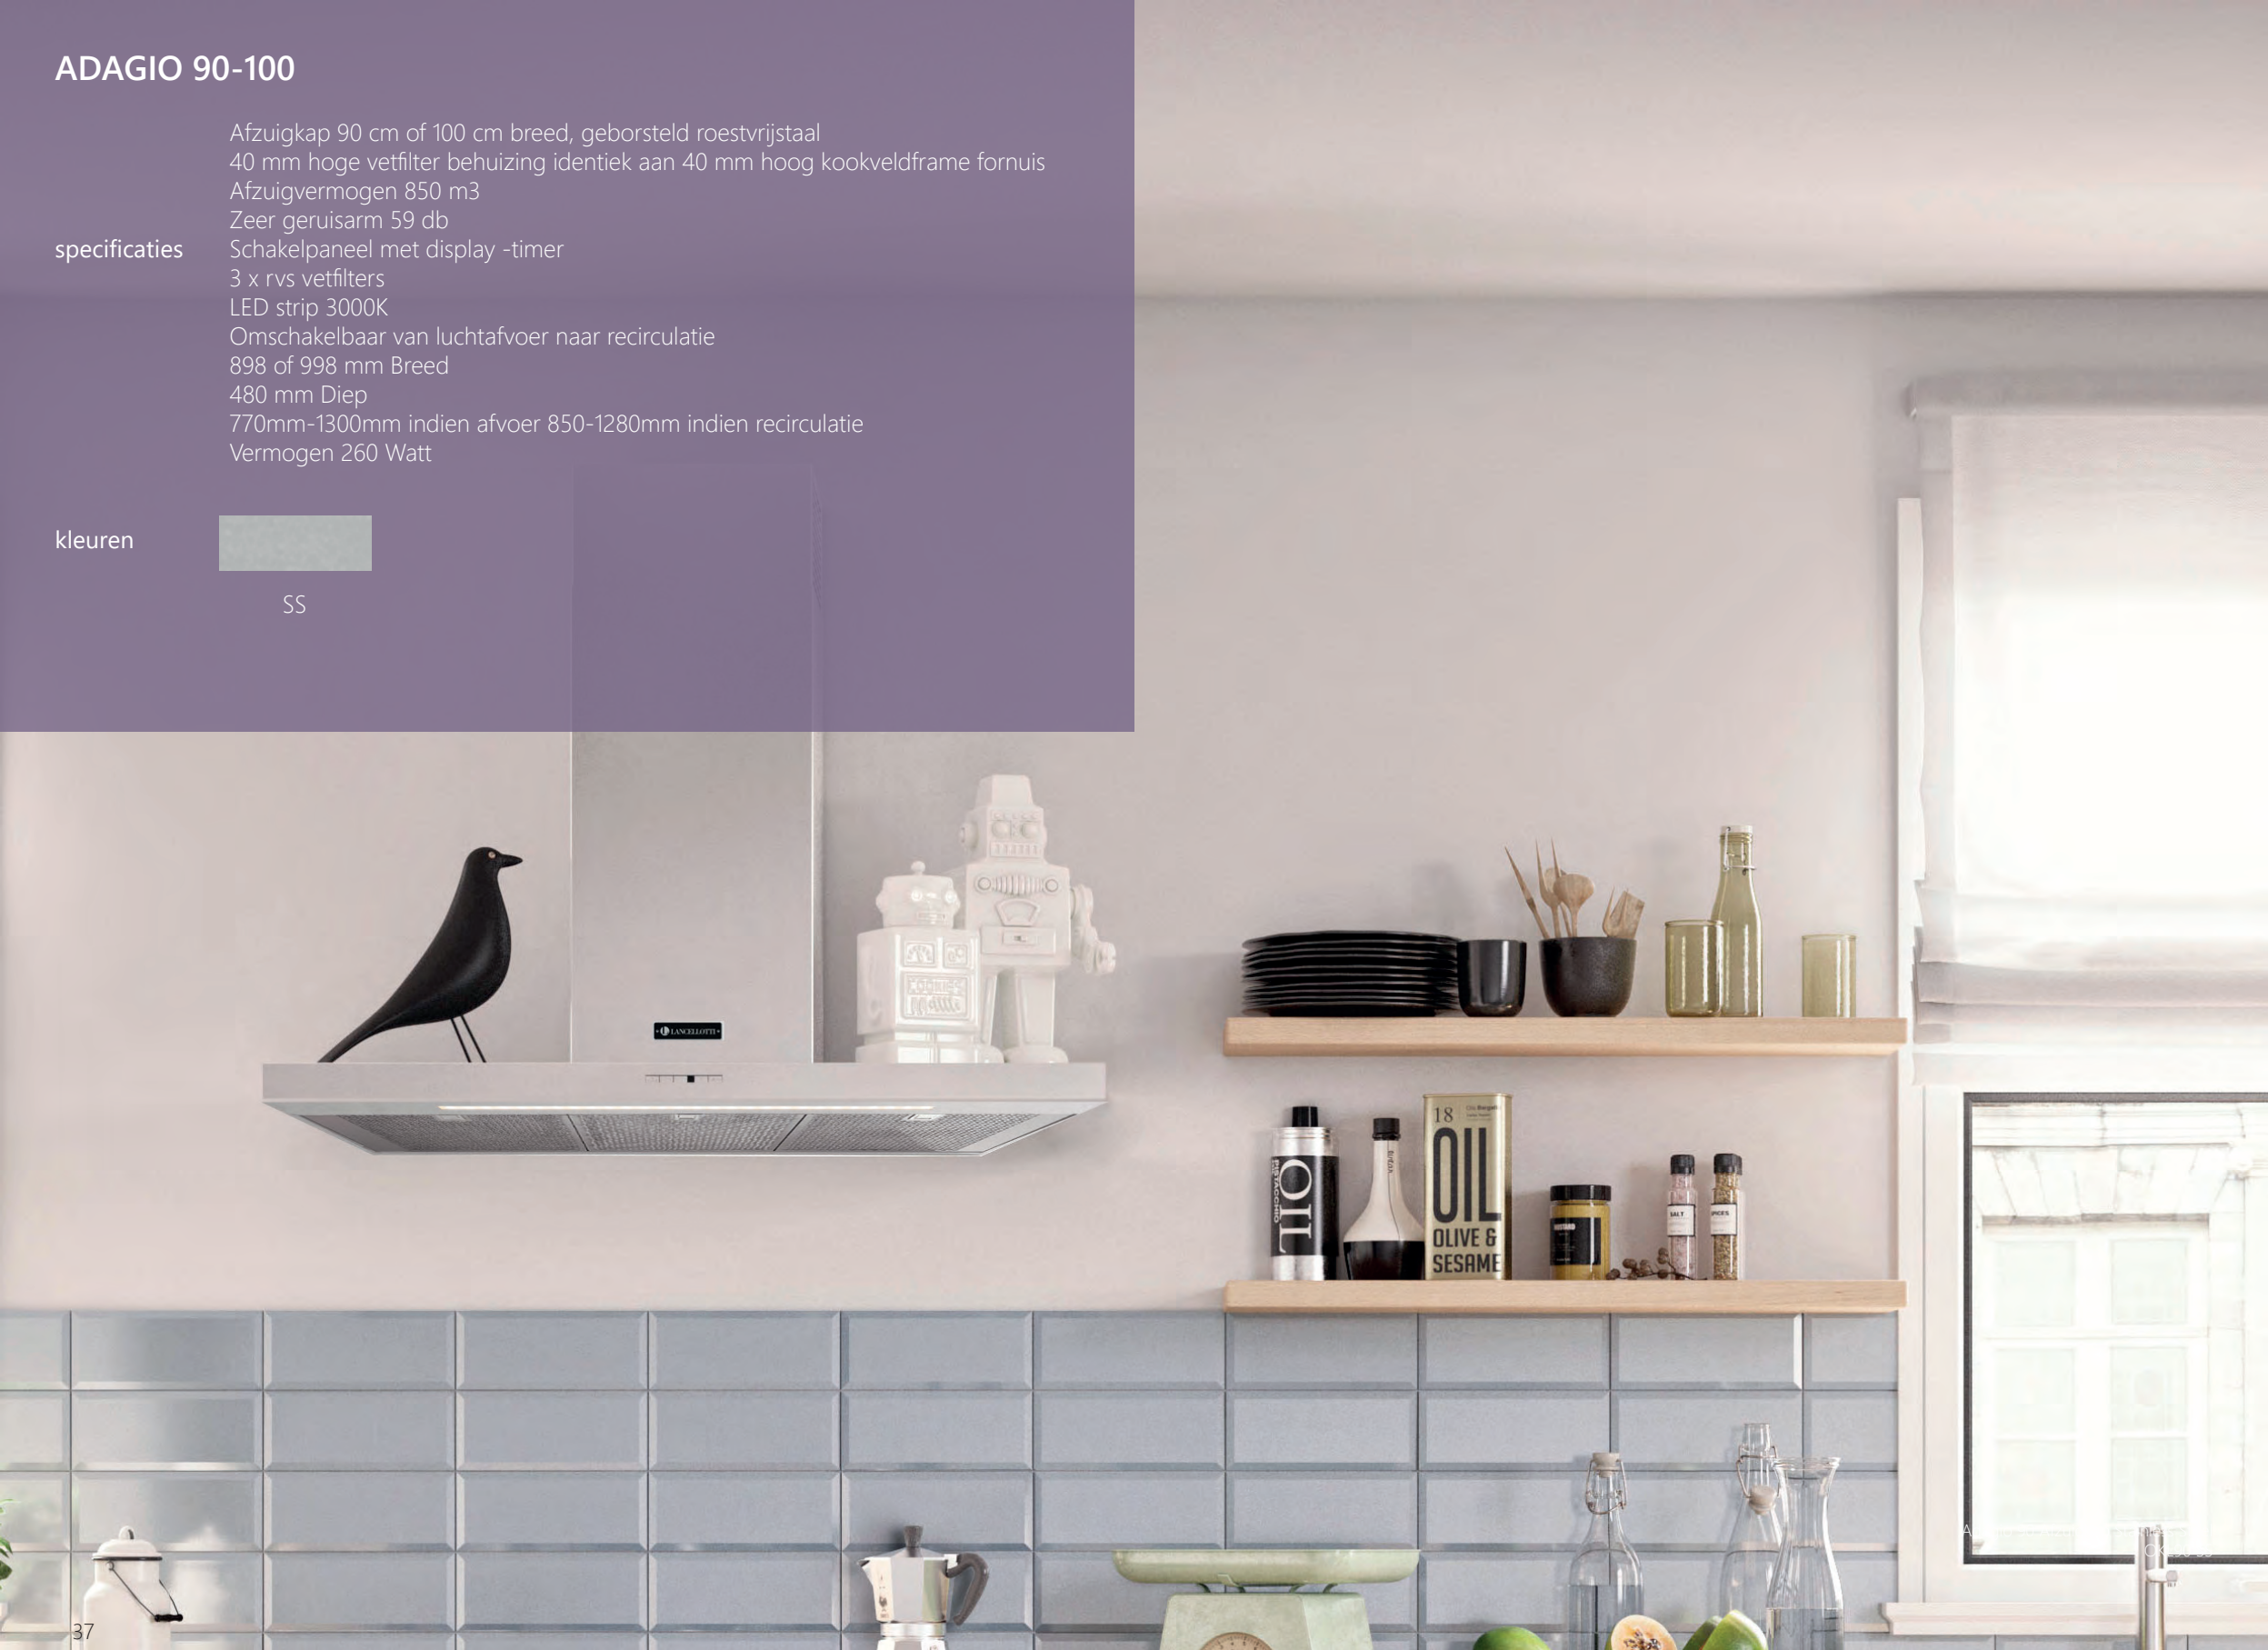 ADAGIO 90-100
Afzuigkap 90 cm of 100 cm breed, geborsteld roestvrijstaal
40 mm hoge vetfilter behuizing identiek aan 40 mm hoog kookveldframe fornuis
Afzuigvermogen 850 m3
Zeer geruisarm 59 db
specificaties Schakelpaneel met display -timer
3 x rvs vetfilters
LED strip 3000K
Omschakelbaar van luchtafvoer naar recirculatie
898 of 998 mm Breed
480 mm Diep
770mm-1300mm indien afvoer 850-1280mm indien recirculatie
Vermogen 260 Watt
kleuren
SS
LANCELLOTTI
COOKIES
OIL
PISTACCHIO
18
OIL
OLIVE &
SESAME
MUSTARD
SALT
SPICES
37